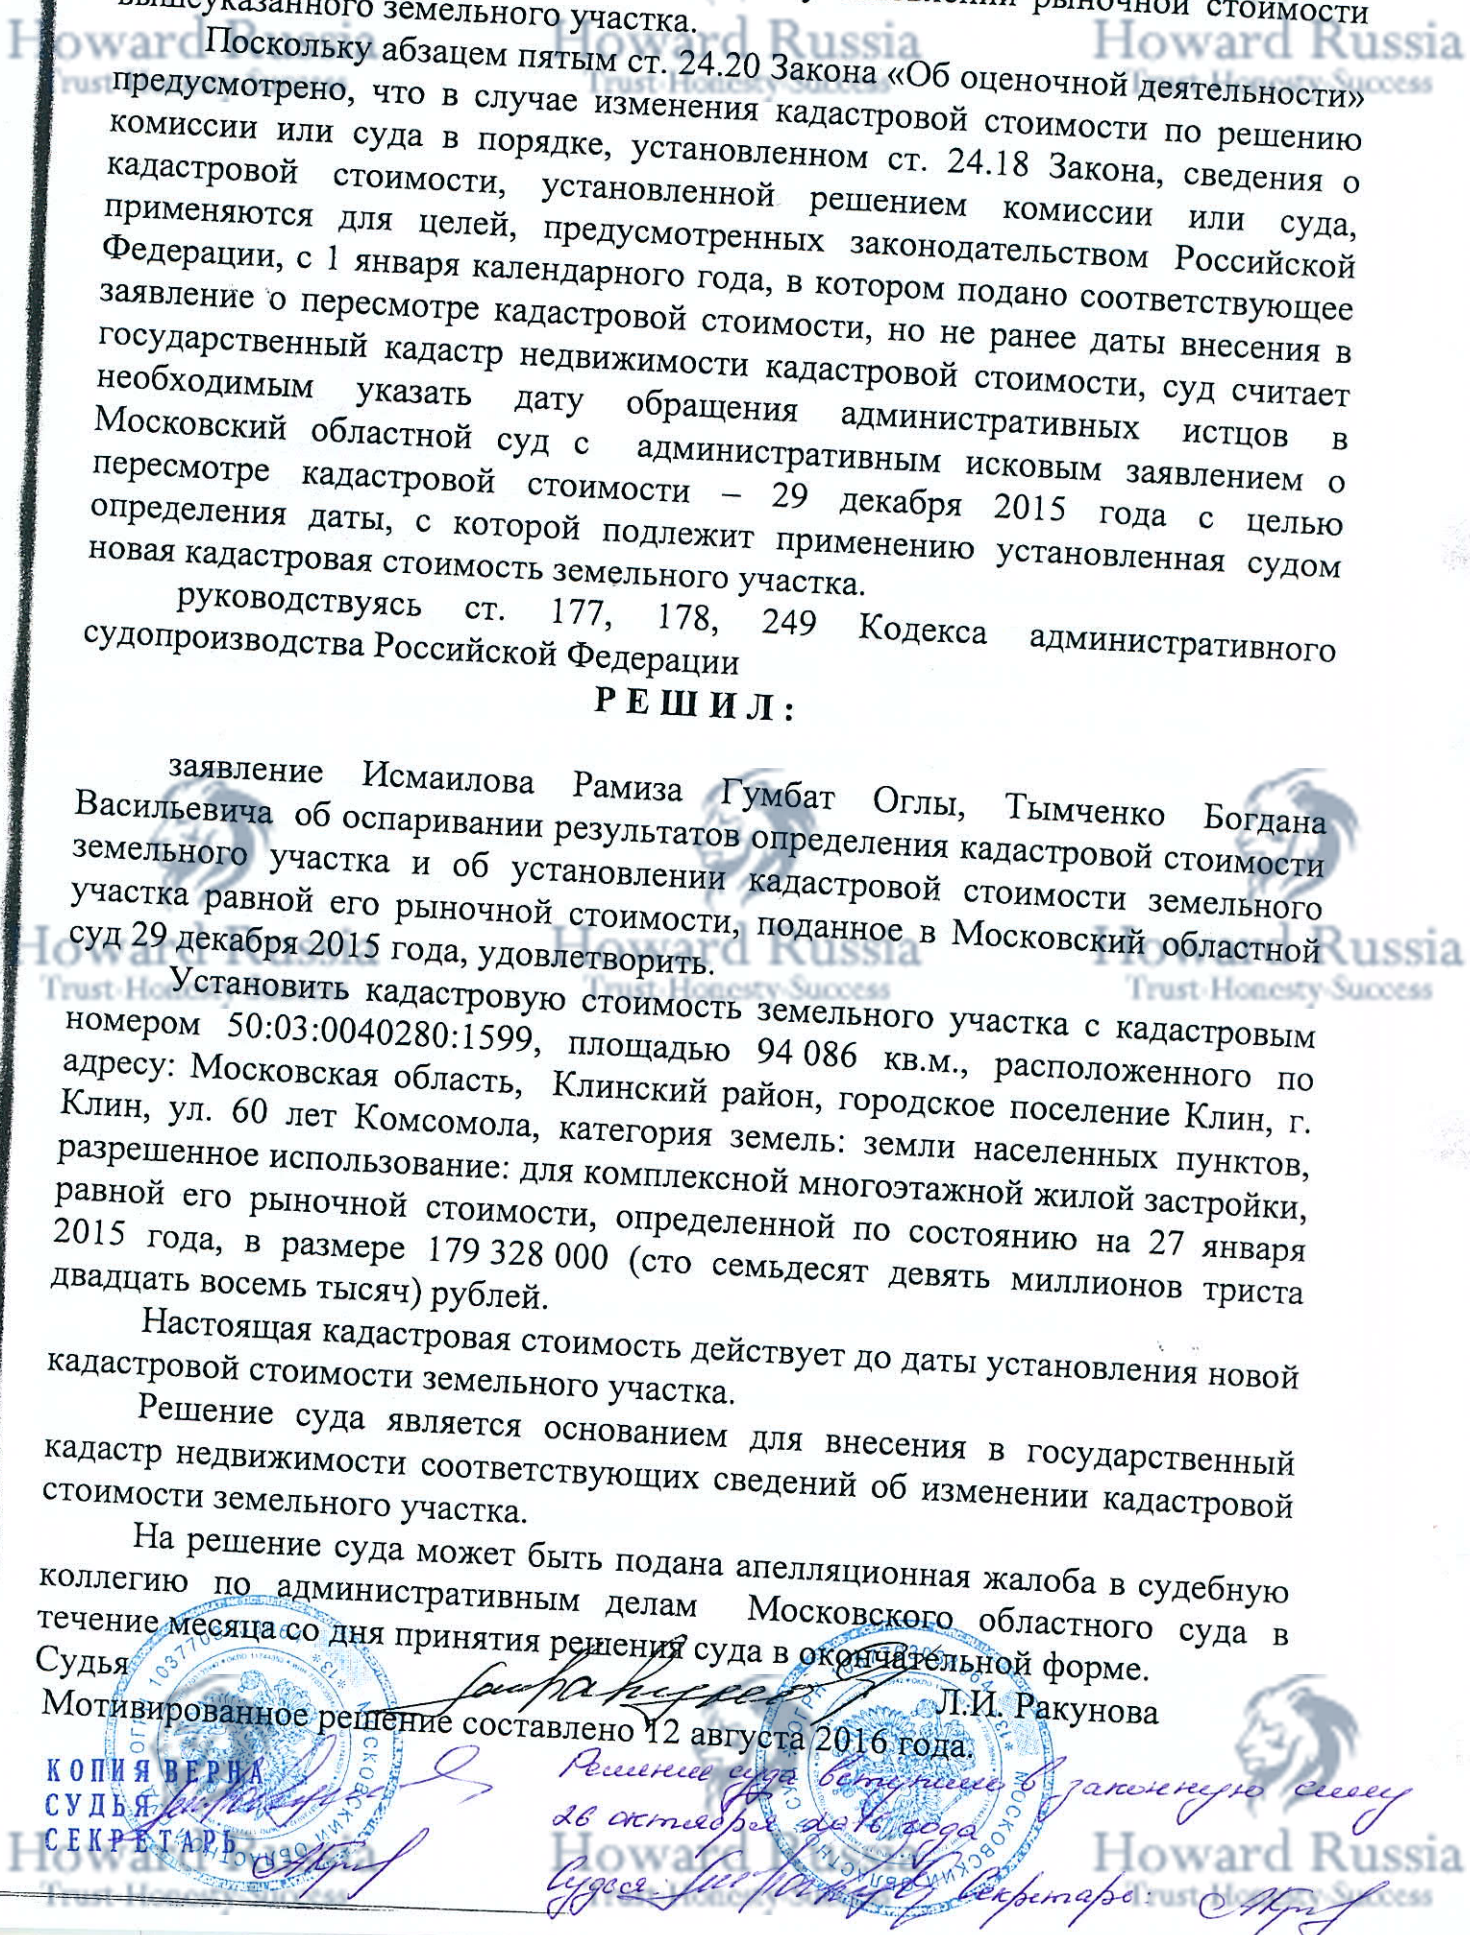 вышеуказанного земельного участка.
рыночной стоимости
Поскольку абзацем пятым ст. 24.20 Закона «Об оценочной деятельности»
предусмотрено, что в случае изменения кадастровой стоимости по решению
комиссии или суда в порядке, установленном ст. 24.18 Закона, сведения о
кадастровой стоимости, установленной решением комиссии или суда,
применяются для целей, предусмотренных законодательством Российской
Федерации, с 1 января календарного года, в котором подано соответствующее
заявление о пересмотре кадастровой стоимости, но не ранее даты внесения в
государственный кадастр недвижимости кадастровой стоимости, суд считает
необходимым указать дату обращения административных истцов в
Московский областной суд с административным исковым заявлением о
пересмотре кадастровой стоимости – 29 декабря 2015 года с целью
определения даты, с которой подлежит применению установленная судом
новая кадастровая стоимость земельного участка.
руководствуясь ст. 177, 178, 249 Кодекса административного
судопроизводства Российской Федерации
Р Е Ш И Л :
заявление Исмаилова Рамиза Гумбат Оглы, Тымченко Богдана
Васильевича об оспаривании результатов определения кадастровой стоимости
земельного участка и об установлении кадастровой стоимости земельного
участка равной его рыночной стоимости, поданное в Московский областной
суд 29 декабря 2015 года, удовлетворить.
Установить кадастровую стоимость земельного участка с кадастровым
номером 50:03:0040280:1599, площадью 94 086 кв.м., расположенного по
адресу: Московская область, Клинский район, городское поселение Клин, г.
Клин, ул. 60 лет Комсомола, категория земель: земли населенных пунктов,
разрешенное использование: для комплексной многоэтажной жилой застройки,
равной его рыночной стоимости, определенной по состоянию на 27 января
2015 года, в размере 179 328 000 (сто семьдесят девять миллионов триста
двадцать восемь тысяч) рублей.
Настоящая кадастровая стоимость действует до даты установления новой
кадастровой стоимости земельного участка.
Решение суда является основанием для внесения в государственный
кадастр недвижимости соответствующих сведений об изменении кадастровой
стоимости земельного участка.
На решение суда может быть подана апелляционная жалоба в судебную
коллегию по административным делам Московского областного суда в
течение месяца со дня принятия решения суда в окончательной форме.
Судья
Л.И. Ракунова
Мотивированное решение составлено 12 августа 2016 года.
КОПИЯ ВЕРНА
СУДЬЯ
СЕКРЕТАРЬ
Решение суда вступило в законную силу
26 октября 2016 года
Судья: Секретарь:
Howard Russia
Trust·Honesty·Success